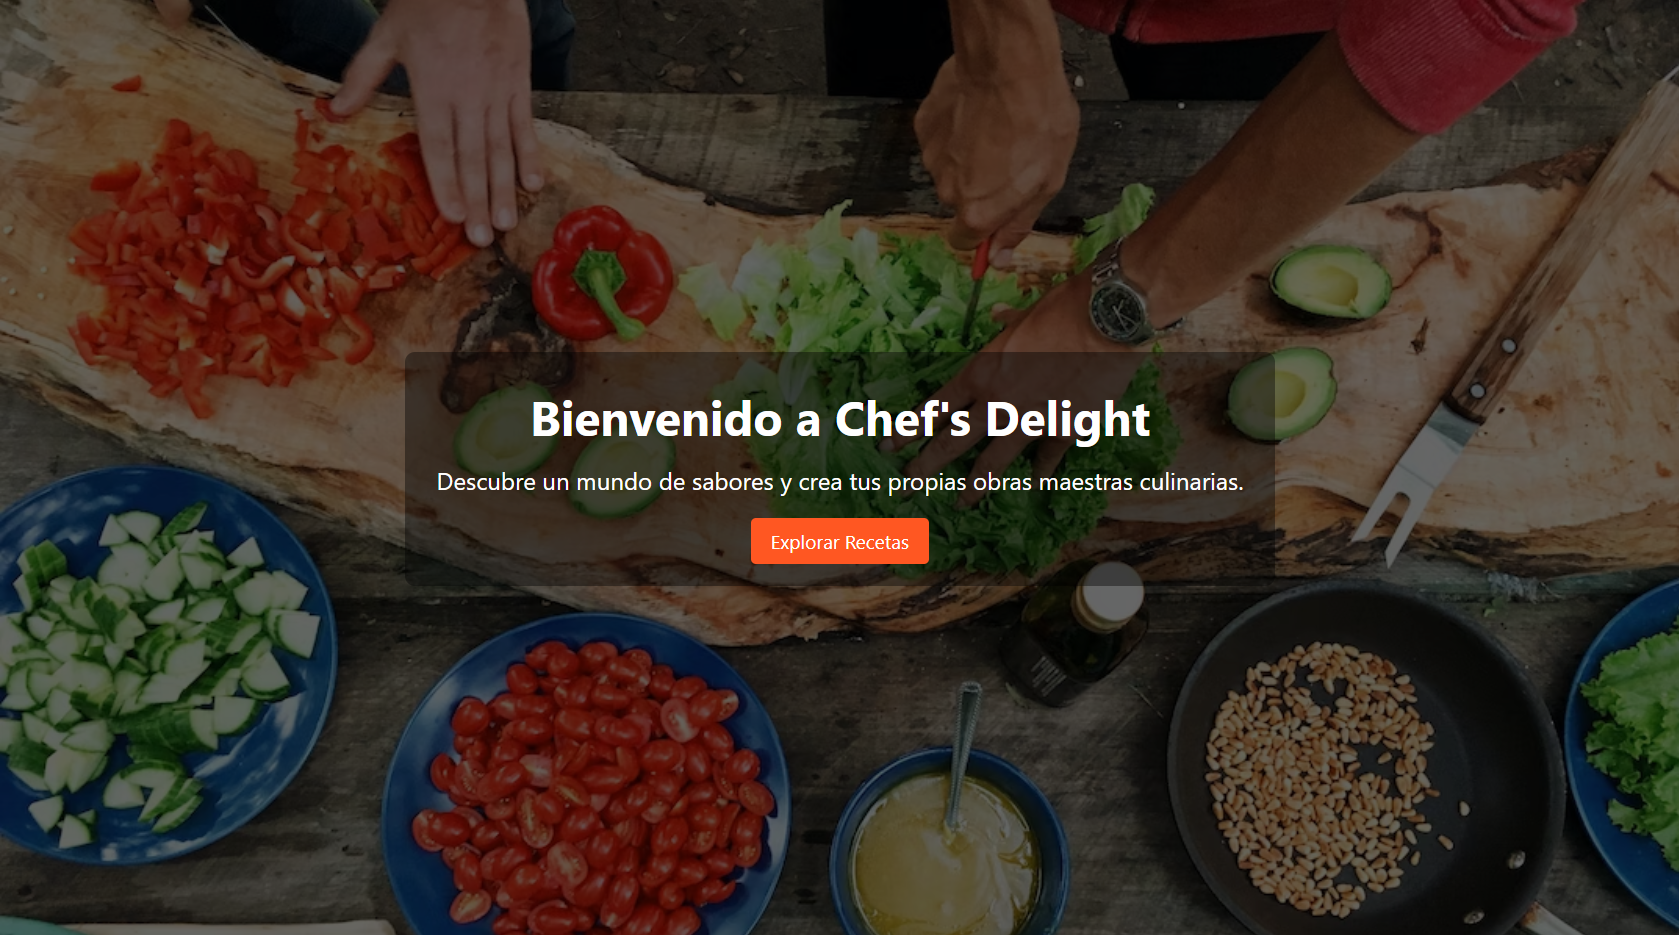 Bienvenido a Chef's Delight
Descubre un mundo de sabores y crea tus propias obras maestras culinarias.
Explorar Recetas